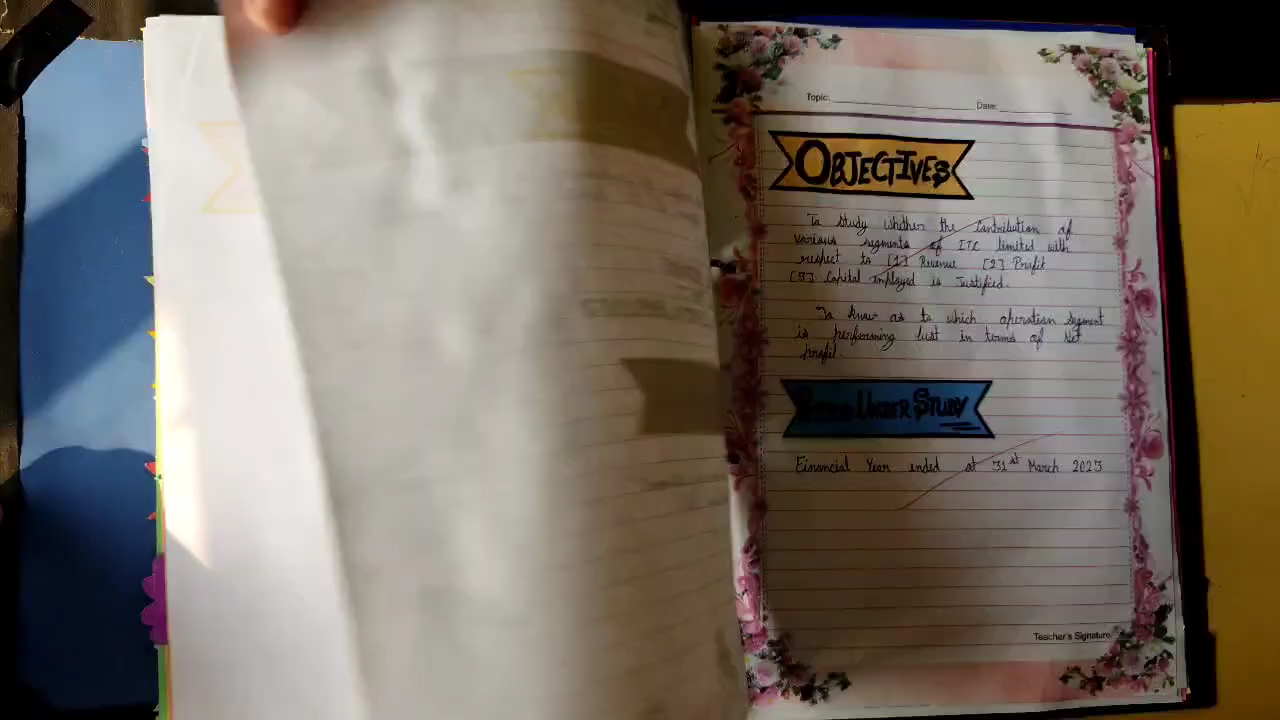 Topic: Date:
OBJECTIVES
To Study whether the Contribution of
various segments of ITC limited with
respect to [1] Revenue [2] Profit
[3] Capital employed is Justified.
To know as to which operation Segment
is performing best in terms of Net
Profit.
UNDER STUDY
Financial Year ended at 31st March 2023
Teacher's Signature